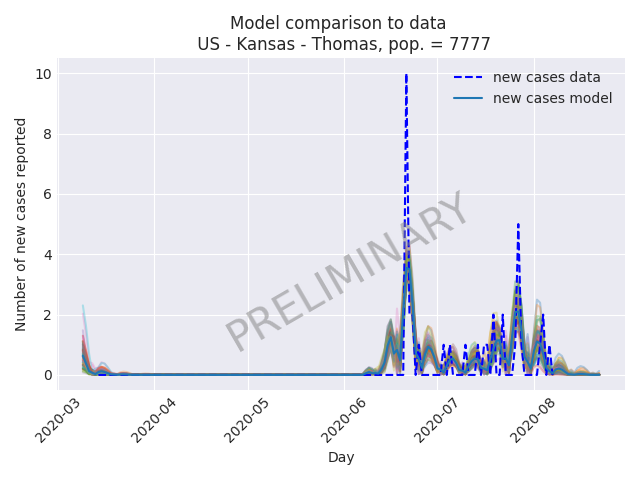 Model comparison to data
US - Kansas - Thomas, pop. = 7777
new cases data
new cases model
Number of new cases reported
10
8
6
4
2
0
PRELIMINARY
2020-03
2020-04
2020-05
2020-06
2020-07
2020-08
Day